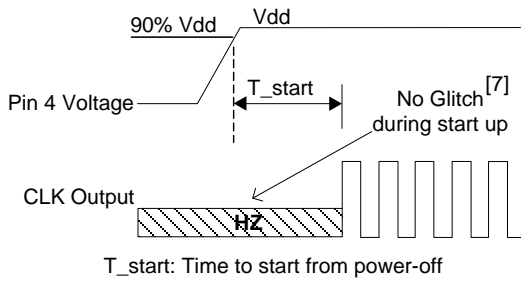 90% Vdd
Vdd
T_start
Pin 4 Voltage
No Glitch[7]
during start up
CLK Output
HZ
T_start: Time to start from power-off